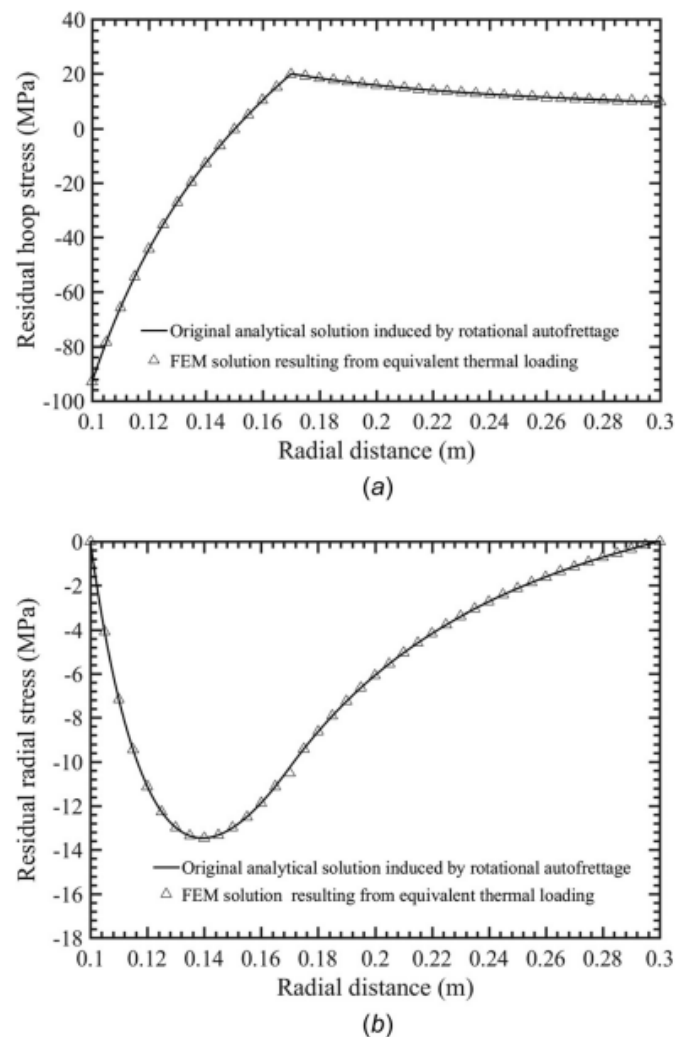 40
20
0
-20
-40
-60
-80
-100
Residual hoop stress (MPa)
Original analytical solution induced by rotational autofrettage
FEM solution resulting from equivalent thermal loading
0.1 0.12 0.14 0.16 0.18 0.2 0.22 0.24 0.26 0.28 0.3
Radial distance (m)
(a)
0
-2
-4
-6
-8
-10
-12
-14
-16
-18
Residual radial stress (MPa)
Original analytical solution induced by rotational autofrettage
FEM solution resulting from equivalent thermal loading
0.1 0.12 0.14 0.16 0.18 0.2 0.22 0.24 0.26 0.28 0.3
Radial distance (m)
(b)